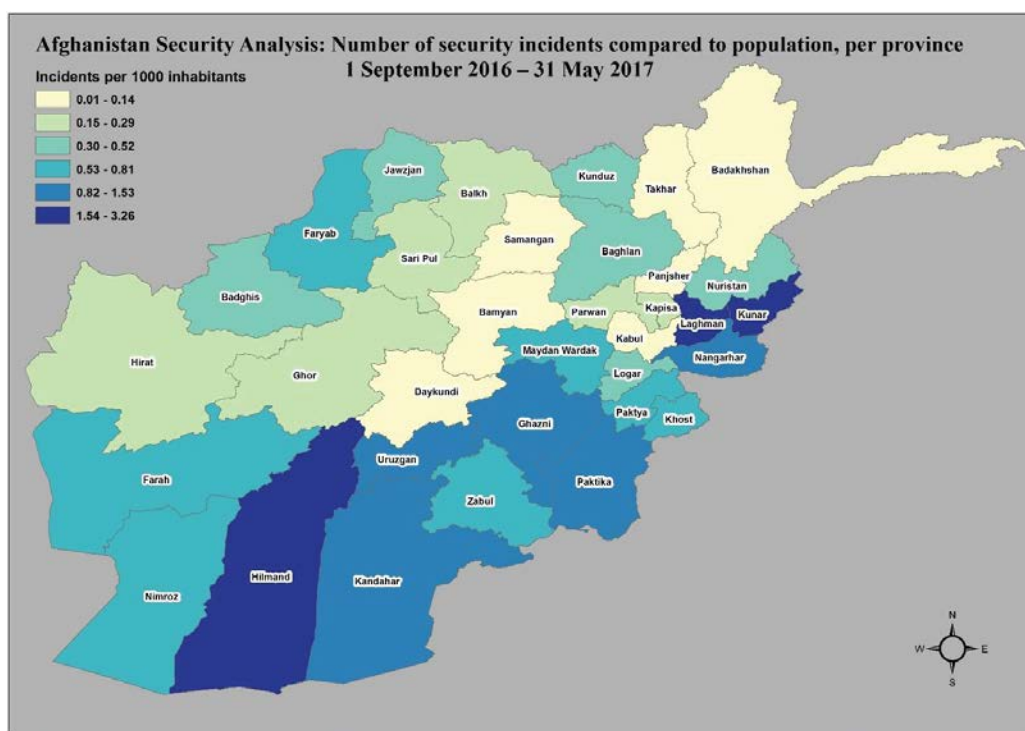 Afghanistan Security Analysis: Number of security incidents compared to population, per province
1 September 2016 – 31 May 2017
Incidents per 1000 inhabitants
0.01 - 0.14
0.15 - 0.29
0.30 - 0.52
0.53 - 0.81
0.82 - 1.53
1.54 - 3.26
Jawzjan
Kunduz
Badakhshan
Takhar
Balkh
Faryab
Samangan
Baghlan
Sari Pul
Panjsher
Nuristan
Badghis
Kapisa
Bamyan
Parwan
Kunar
Laghman
Kabul
Maydan Wardak
Nangarhar
Hirat
Ghor
Logar
Daykundi
Paktya
Khost
Ghazni
Uruzgan
Farah
Paktika
Zabul
Hilmand
Kandahar
Nimroz
N
W
E
S